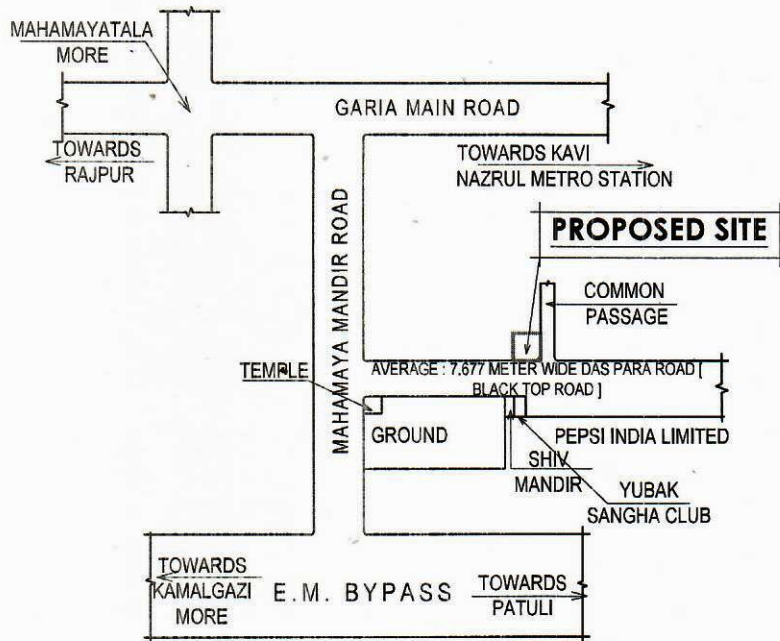 MAHAMAYATALA
MORE
GARIA MAIN ROAD
TOWARDS
RAJPUR
TOWARDS KAVI
NAZRUL METRO STATION
PROPOSED SITE
MAHAMAYA MANDIR ROAD
COMMON
PASSAGE
TEMPLE
AVERAGE : 7.677 METER WIDE DAS PARA ROAD [
BLACK TOP ROAD ]
GROUND
PEPSI INDIA LIMITED
SHIV
MANDIR
YUBAK
SANGHA CLUB
TOWARDS
KAMALGAZI
MORE
E.M. BYPASS
TOWARDS
PATULI